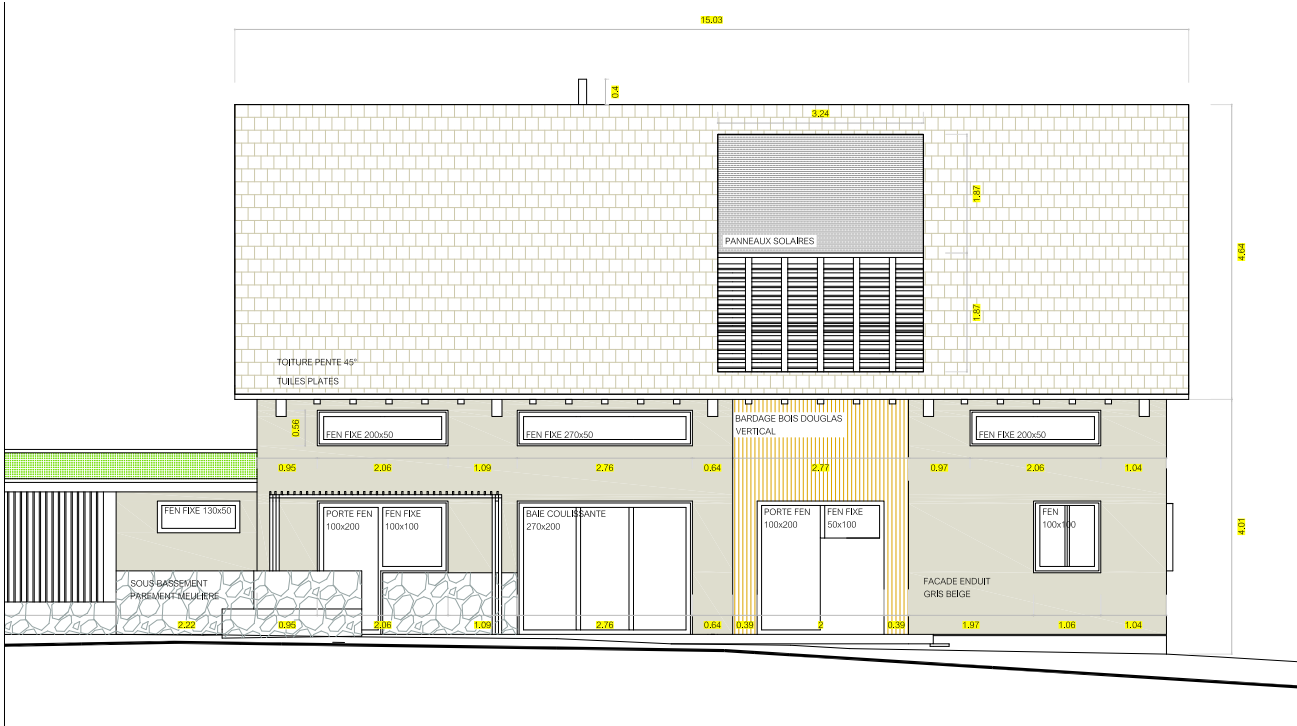 15.03
0.4
3.24
1.87
PANNEAUX SOLAIRES
4.64
1.87
TOITURE PENTE 45°
TUILES PLATES
0.56
FEN FIXE 200x50
FEN FIXE 270x50
BARDAGE BOIS DOUGLAS
VERTICAL
FEN FIXE 200x50
0.95
2.06
1.09
2.76
0.64
2.77
0.97
2.06
1.04
FEN FIXE 130x50
PORTE FEN
100x200
FEN FIXE
100x100
BAIE COULISSANTE
270x200
PORTE FEN
100x200
FEN FIXE
50x100
FEN
100x100
4.01
SOUS BASSEMENT
PAREMENT MEULIERE
FACADE ENDUIT
GRIS BEIGE
2.22
0.95
2.06
1.09
2.76
0.64
0.39
2
0.39
1.97
1.06
1.04